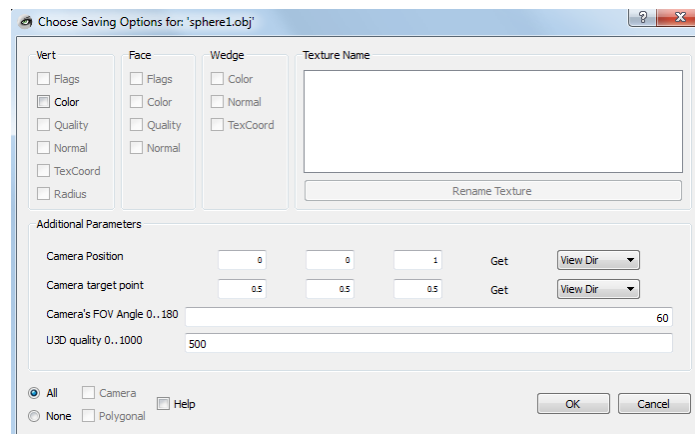 Choose Saving Options for: 'sphere1.obj'
Vert
Flags
Color
Quality
Normal
TexCoord
Radius
Face
Flags
Color
Quality
Normal
Wedge
Color
Normal
TexCoord
Texture Name
Rename Texture
Additional Parameters
Camera Position 0 0 1 Get View Dir
Camera target point 0.5 0.5 0.5 Get View Dir
Camera's FOV Angle 0..180 60
U3D quality 0..1000 500
All Camera
None Polygonal
Help
OK Cancel